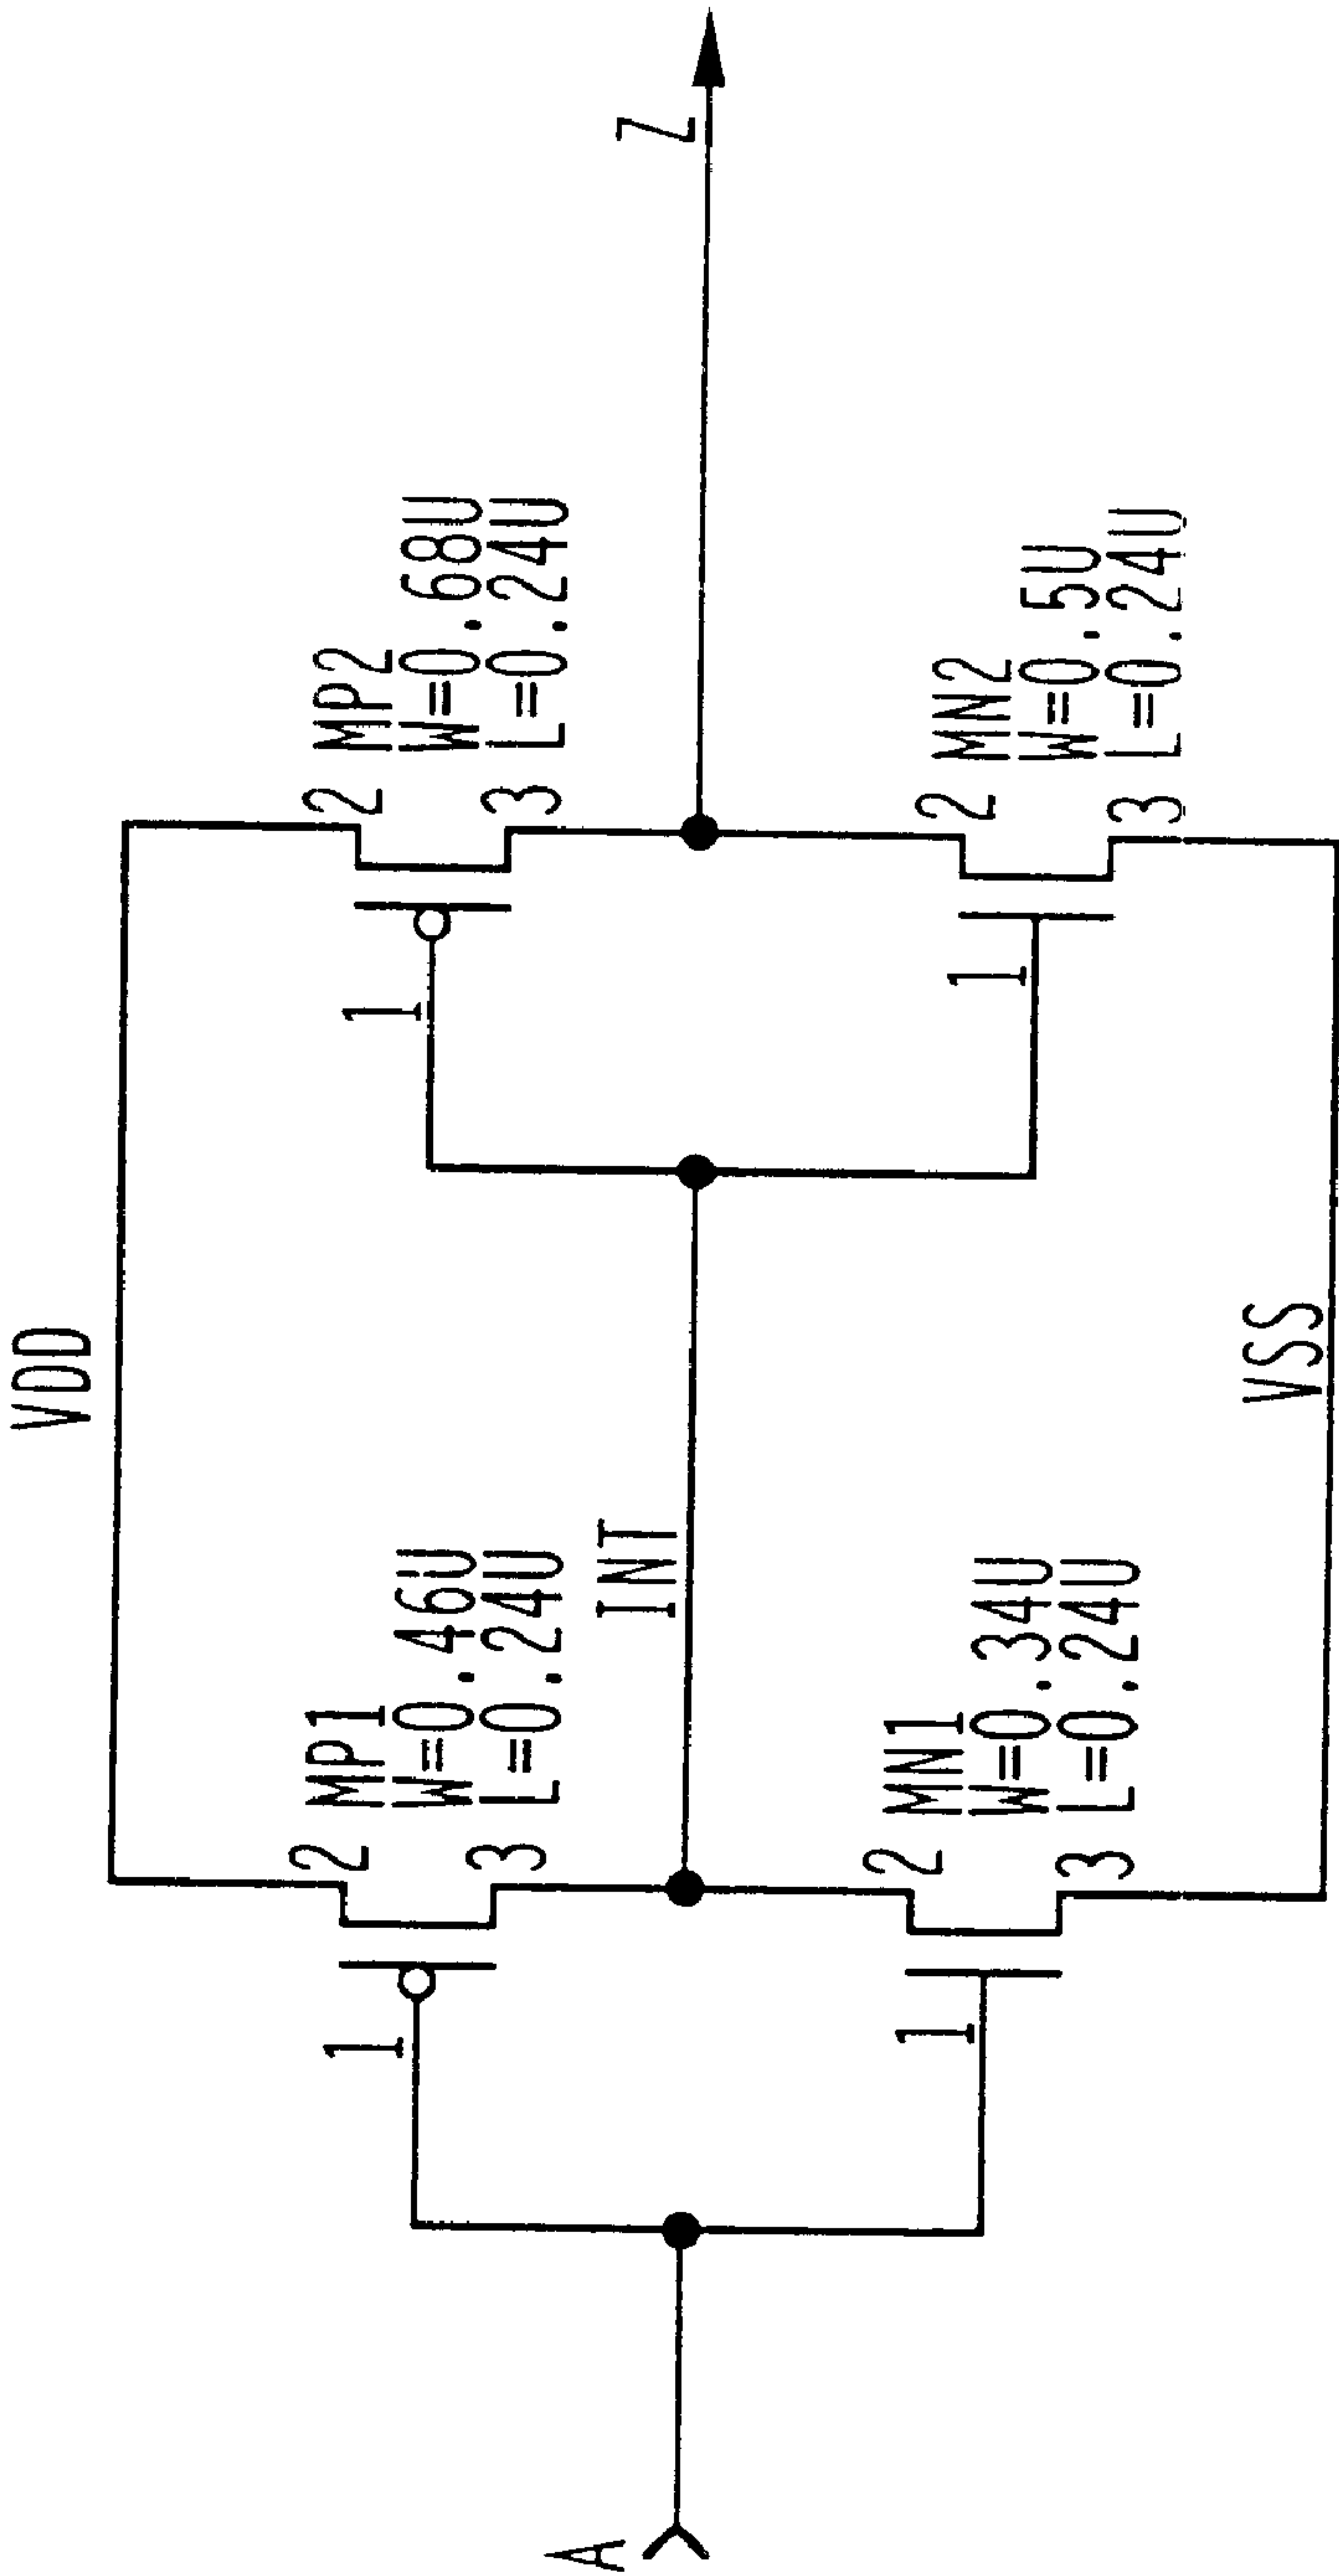 VDD
2
MP1
W=0.46U
L=0.24U
3
1
2
MP2
W=0.68U
L=0.24U
3
1
A
INT
Z
2
MN1
W=0.34U
L=0.24U
3
1
2
MN2
W=0.5U
L=0.24U
3
1
VSS